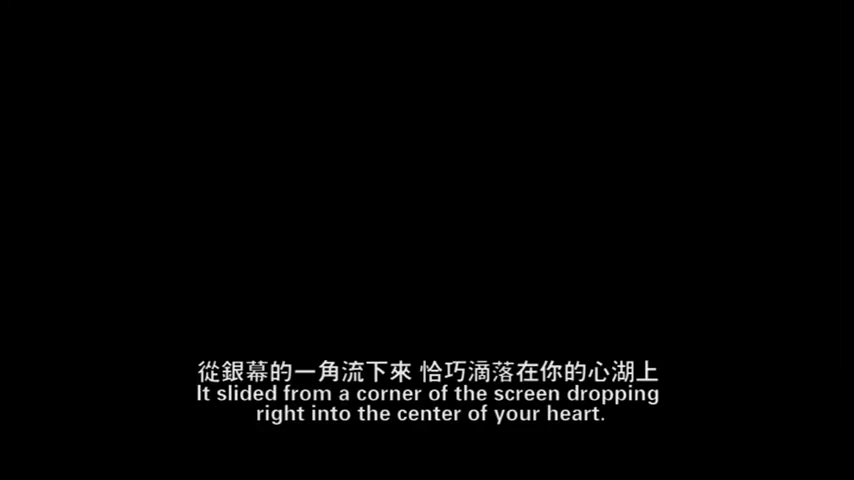 從銀幕的一角流下來 恰巧滴落在你的心湖上
It slided from a corner of the screen dropping
right into the center of your heart.